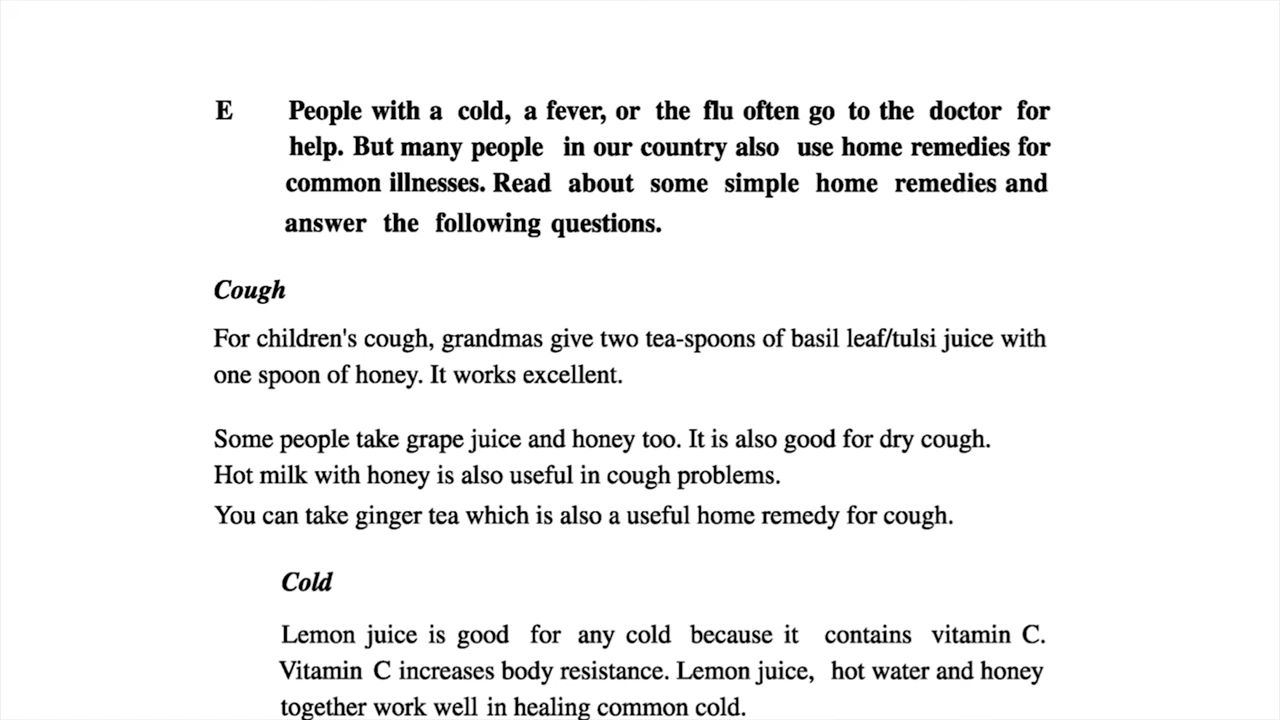 E People with a cold, a fever, or the flu often go to the doctor for
help. But many people in our country also use home remedies for
common illnesses. Read about some simple home remedies and
answer the following questions.
Cough
For children's cough, grandmas give two tea-spoons of basil leaf/tulsi juice with
one spoon of honey. It works excellent.
Some people take grape juice and honey too. It is also good for dry cough.
Hot milk with honey is also useful in cough problems.
You can take ginger tea which is also a useful home remedy for cough.
Cold
Lemon juice is good for any cold because it contains vitamin C.
Vitamin C increases body resistance. Lemon juice, hot water and honey
together work well in healing common cold.